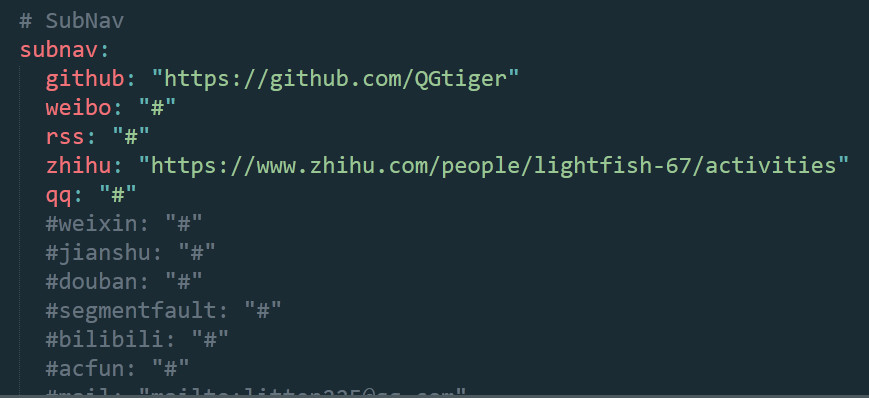 # SubNav
subnav:
github: "https://github.com/QGtiger"
weibo: "#"
rss: "#"
zhihu: "https://www.zhihu.com/people/lightfish-67/activities"
qq: "#"
#weixin: "#"
#jianshu: "#"
#douban: "#"
#segmentfault: "#"
#bilibili: "#"
#acfun: "#"